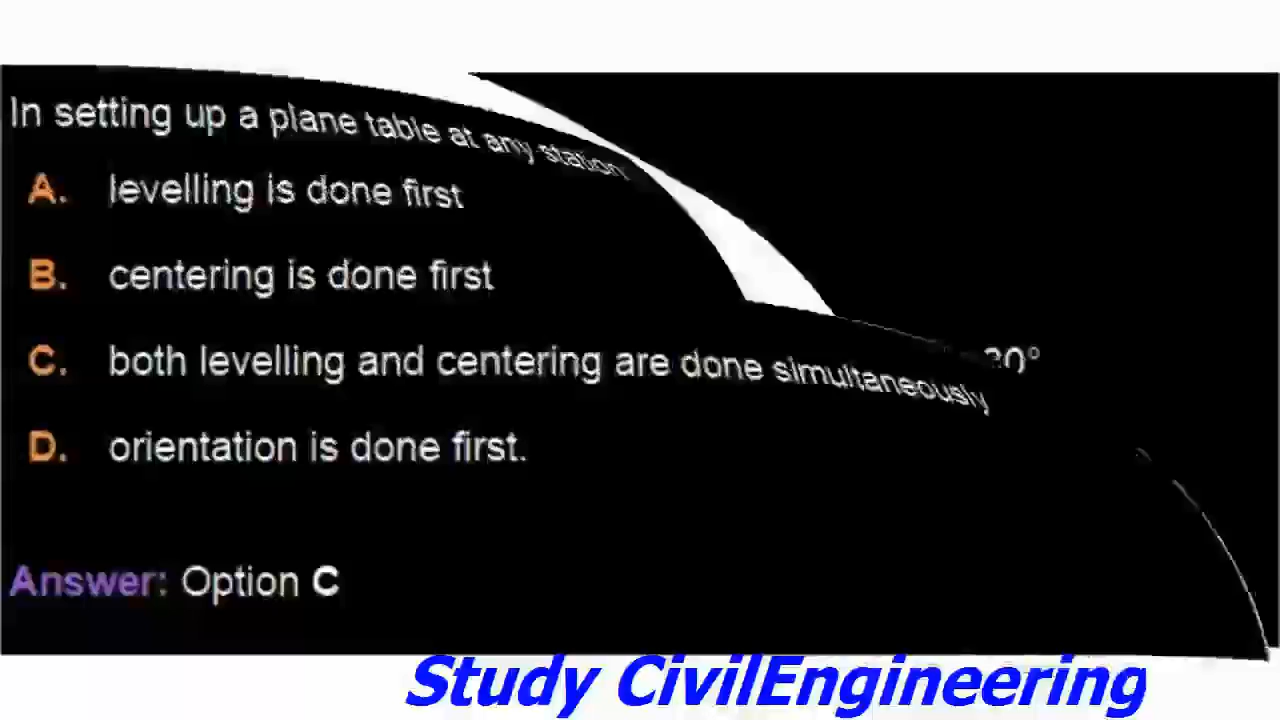 In setting up a plane table at any station
A. levelling is done first
B. centering is done first
C. both levelling and centering are done simultaneously
D. orientation is done first.
Answer: Option C
Study CivilEngineering